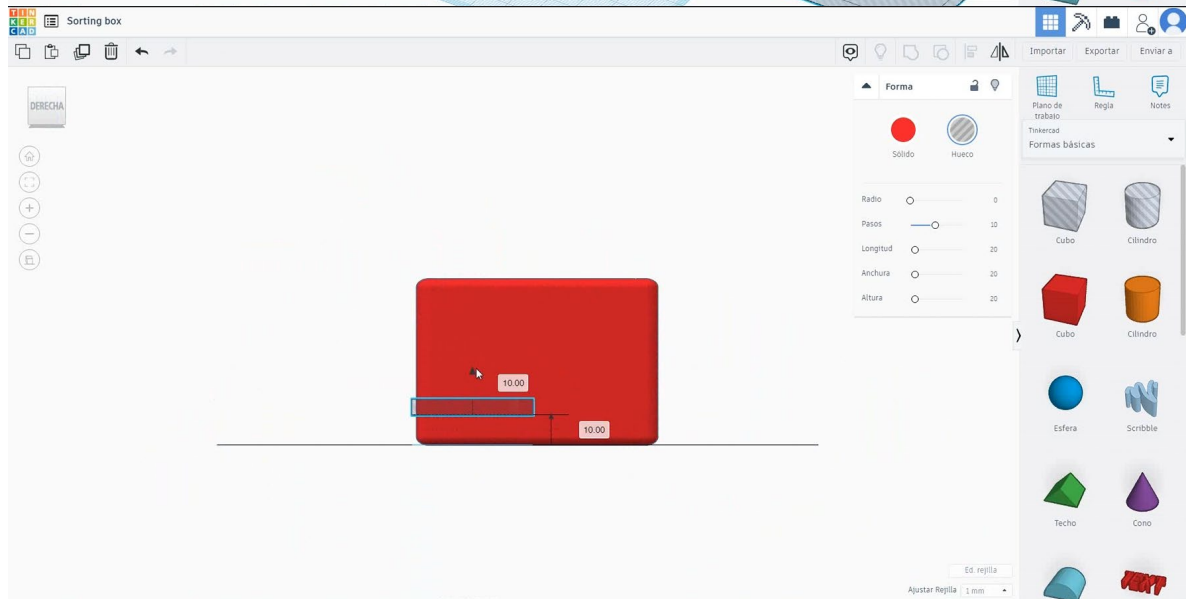 TIN
KER
CAD
Sorting box
Importar
Exportar
Enviar a
DERECHA
Forma
Sólido
Hueco
Radio 0
Pasos 10
Longitud 20
Anchura 20
Altura 20
Plano de
trabajo
Regla
Notes
Tinkercad
Formas básicas
Cubo
Cilindro
Cubo
Cilindro
Esfera
Scribble
Techo
Cono
TEXT
10.00
10.00
Ed. rejilla
Ajustar Rejilla 1 mm